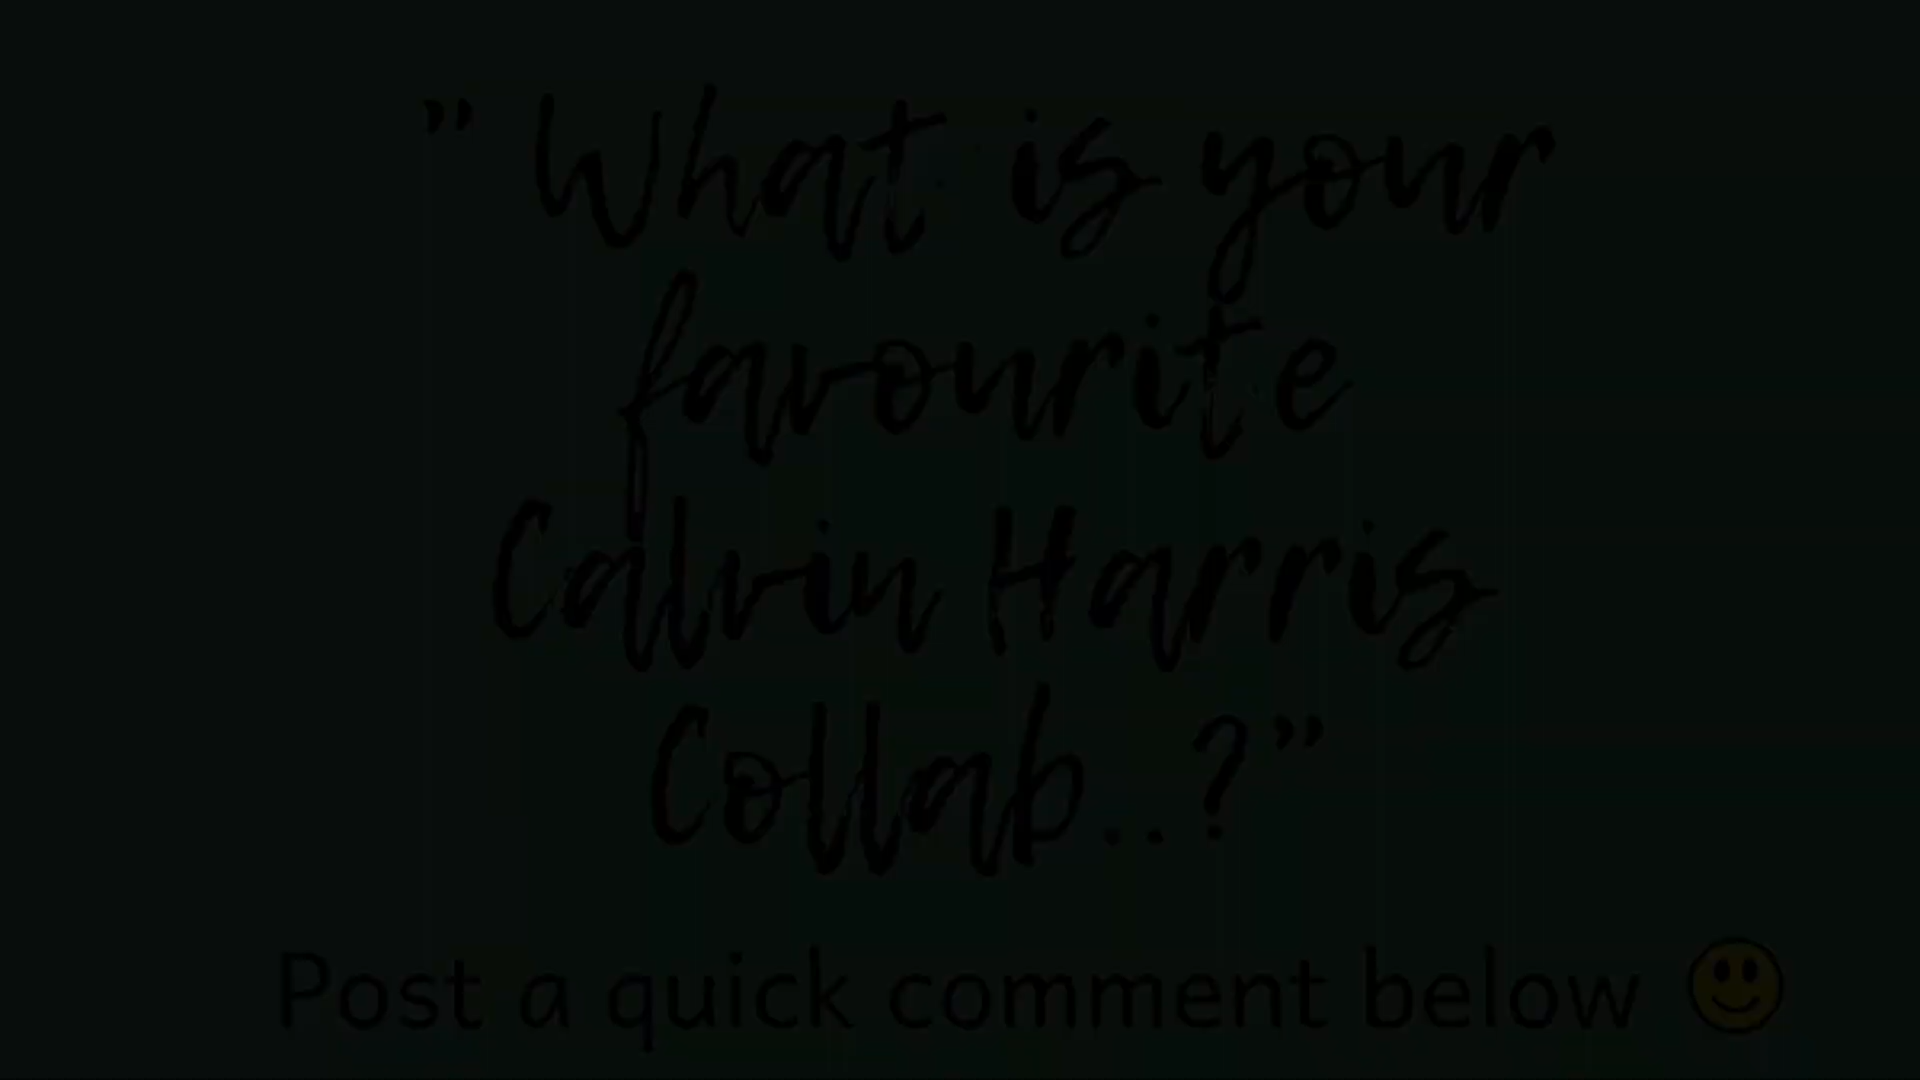 " What is your
favourite
Calvin Harris
Collab..?"
Post a quick comment below